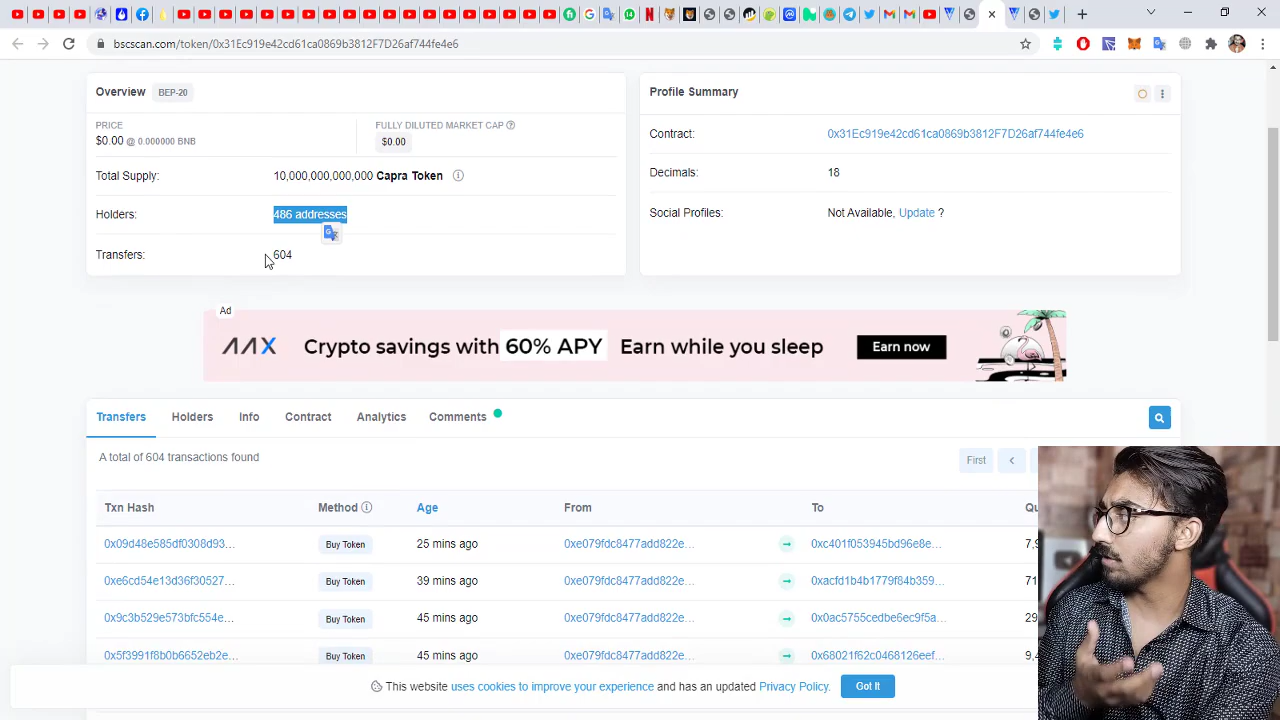 bscscan.com/token/0x31Ec919e42cd61ca0869b3812F7D26af744fe4e6
Overview BEP-20
Profile Summary
PRICE
FULLY DILUTED MARKET CAP
$0.00 @ 0.000000 BNB
$0.00
Contract: 0x31Ec919e42cd61ca0869b3812F7D26af744fe4e6
Total Supply: 10,000,000,000,000 Capra Token
Decimals: 18
Holders: 486 addresses
Social Profiles: Not Available, Update ?
Transfers: 604
Ad
AAX Crypto savings with 60% APY Earn while you sleep Earn now
Transfers Holders Info Contract Analytics Comments
A total of 604 transactions found
First
Txn Hash Method Age From To
0x09d48e585df0308d93... Buy Token 25 mins ago 0xe079fdc8477add822e... 0xc401f053945bd96e8e...
0xe6cd54e13d36f30527... Buy Token 39 mins ago 0xe079fdc8477add822e... 0xacfd1b4b1779f84b359... 71
0x9c3b529e573bfc554e... Buy Token 45 mins ago 0xe079fdc8477add822e... 0x0ac5755cedbe6ec9f5a... 29
0x5f3991f8b0b6652eb2e... Buy Token 45 mins ago 0xe079fdc8477add822e... 0x68021f62c0468126eef...
This website uses cookies to improve your experience and has an updated Privacy Policy. Got It